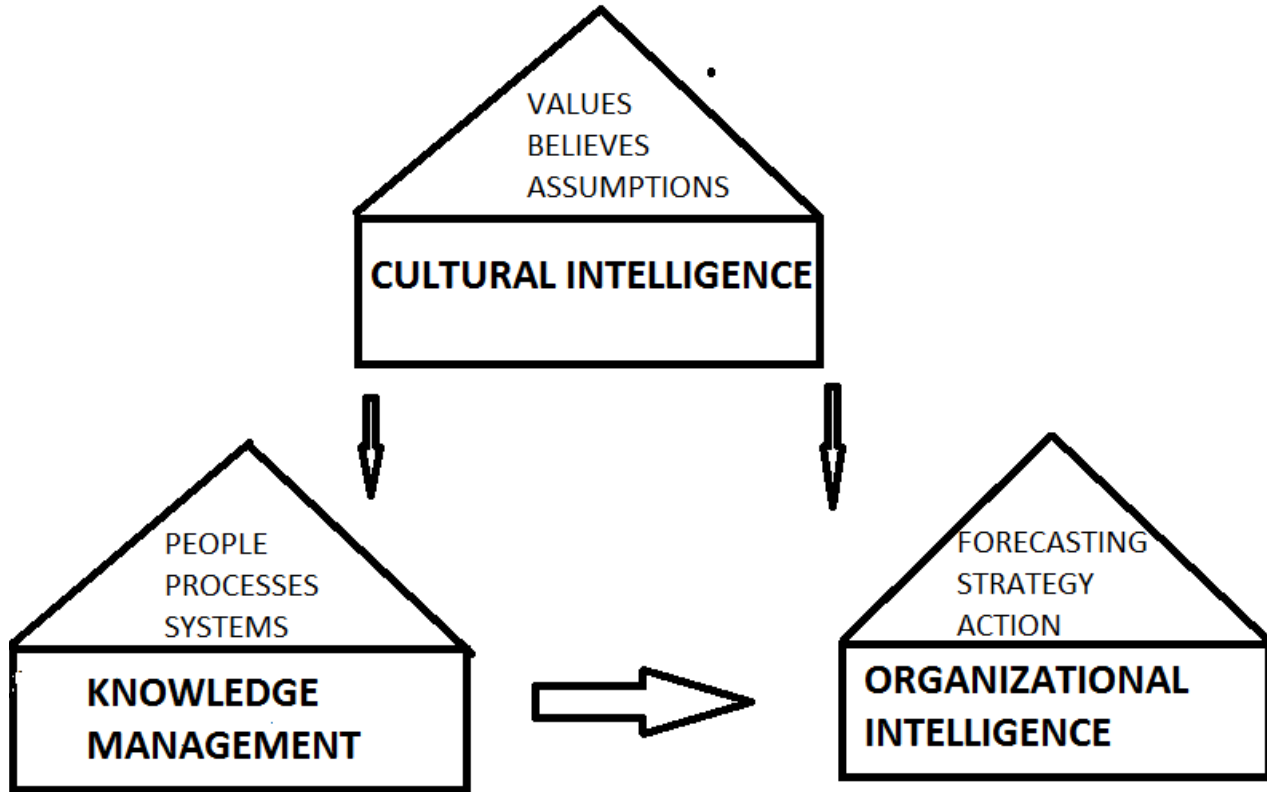 VALUES
BELIEVES
ASSUMPTIONS
CULTURAL INTELLIGENCE
PEOPLE
PROCESSES
SYSTEMS
KNOWLEDGE
MANAGEMENT
FORECASTING
STRATEGY
ACTION
ORGANIZATIONAL
INTELLIGENCE